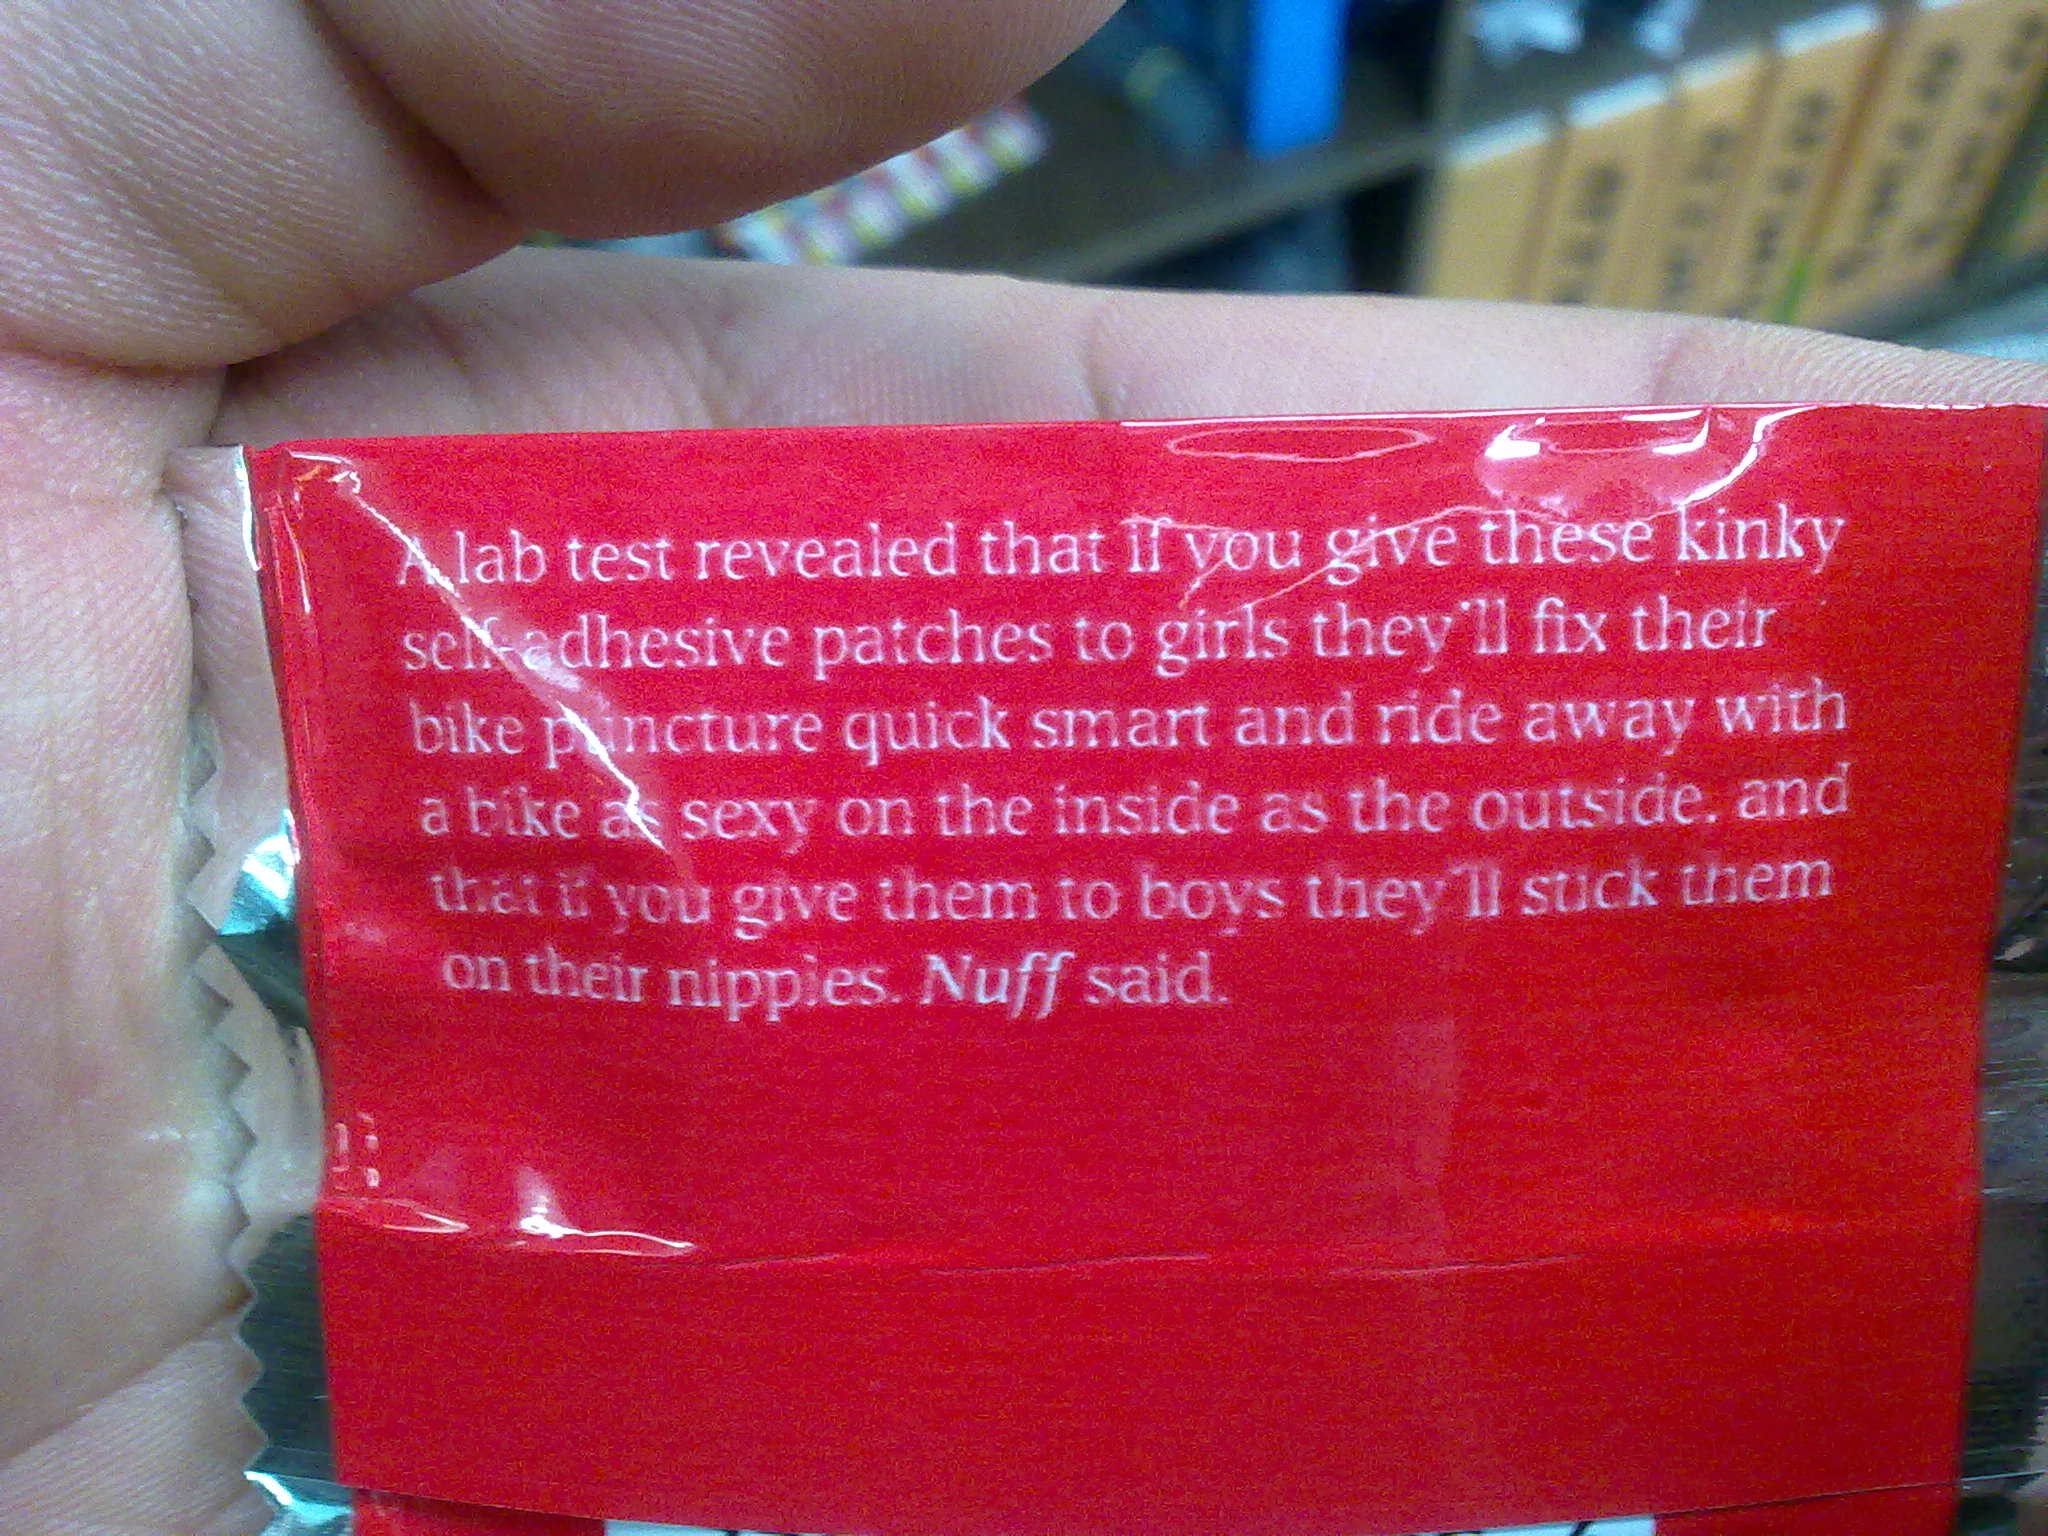 A lab test revealed that if you give these kinky
self-adhesive patches to girls they'll fix their
bike puncture quick smart and ride away with
a bike as sexy on the inside as the outside. and
that if you give them to boys they'll stick them
on their nipples. Nuff said.